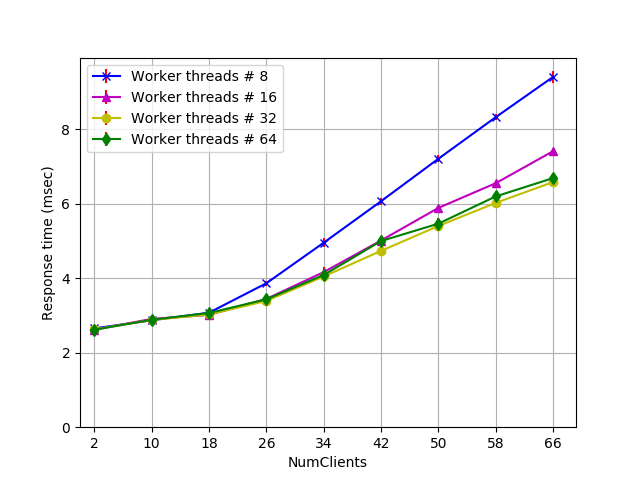 Worker threads # 8
Worker threads # 16
Worker threads # 32
Worker threads # 64
Response time (msec)
8
6
4
2
0
2 10 18 26 34 42 50 58 66
NumClients